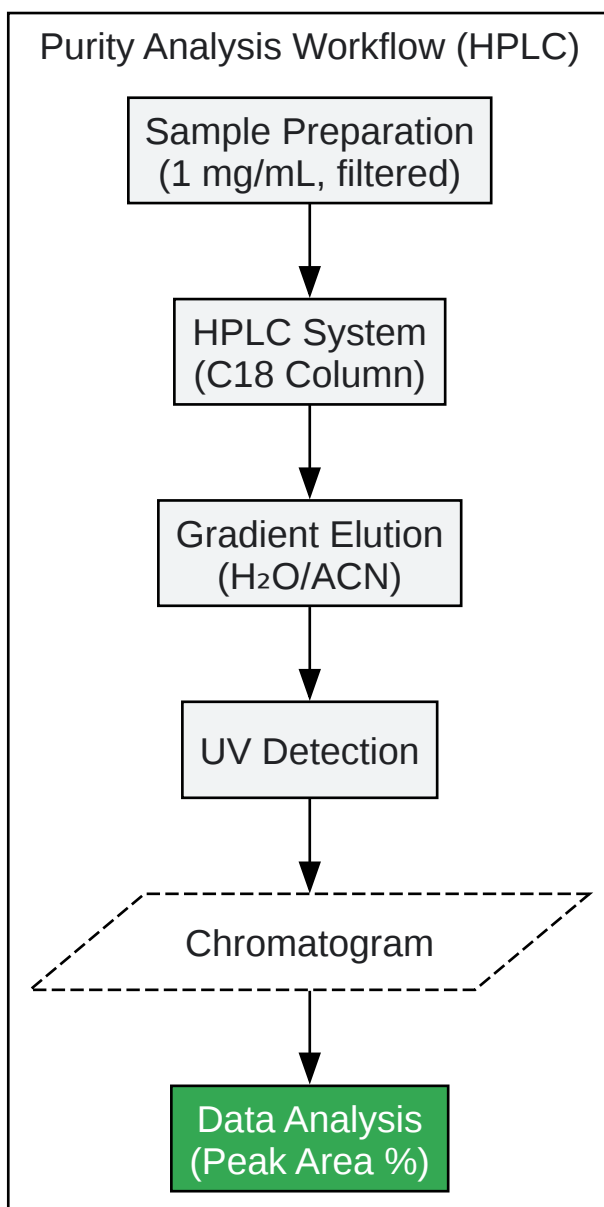 Purity Analysis Workflow (HPLC)
Sample Preparation
(1 mg/mL, filtered)
HPLC System
(C18 Column)
Gradient Elution
(H₂O/ACN)
UV Detection
Chromatogram
Data Analysis
(Peak Area %)